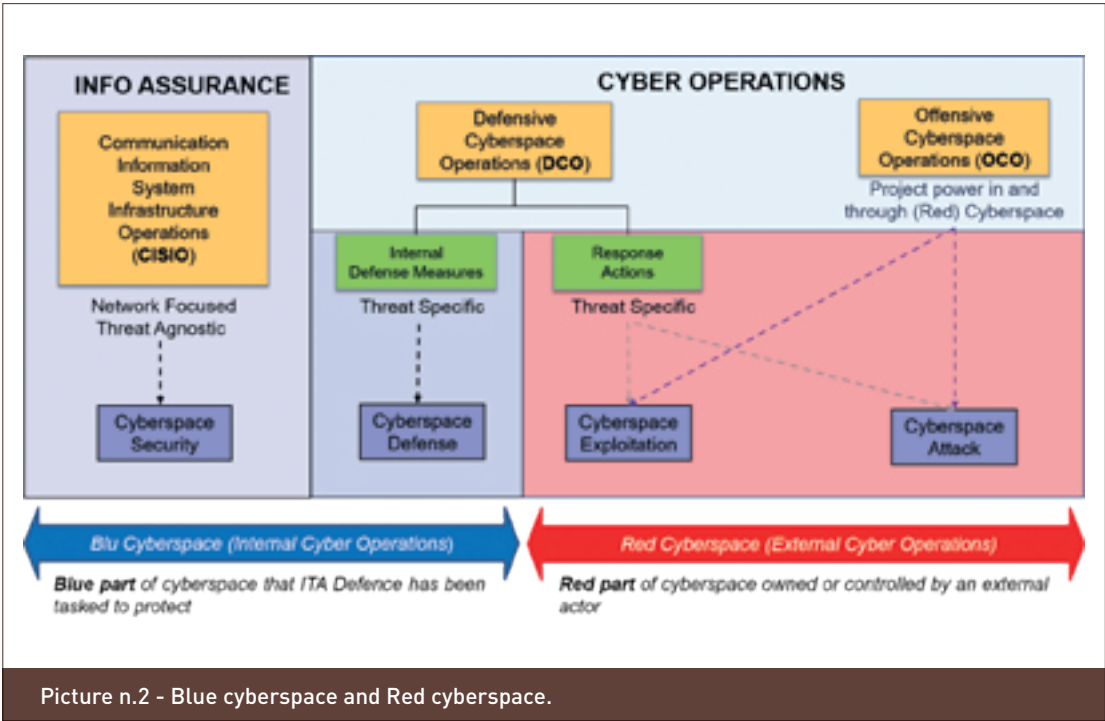 INFO ASSURANCE
Communication
Information
System
Infrastructure
Operations
(CISIO)
Network Focused
Threat Agnostic
Cyberspace
Security
CYBER OPERATIONS
Defensive
Cyberspace
Operations (DCO)
Offensive
Cyberspace
Operations (OCO)
Project power in and
through (Red) Cyberspace
Internal
Defense Measures
Threat Specific
Response
Actions
Threat Specific
Cyberspace
Defense
Cyberspace
Exploitation
Cyberspace
Attack
Blu Cyberspace (Internal Cyber Operations)
Red Cyberspace (External Cyber Operations)
Blue part of cyberspace that ITA Defence has been
tasked to protect
Red part of cyberspace owned or controlled by an external
actor
Picture n.2 - Blue cyberspace and Red cyberspace.